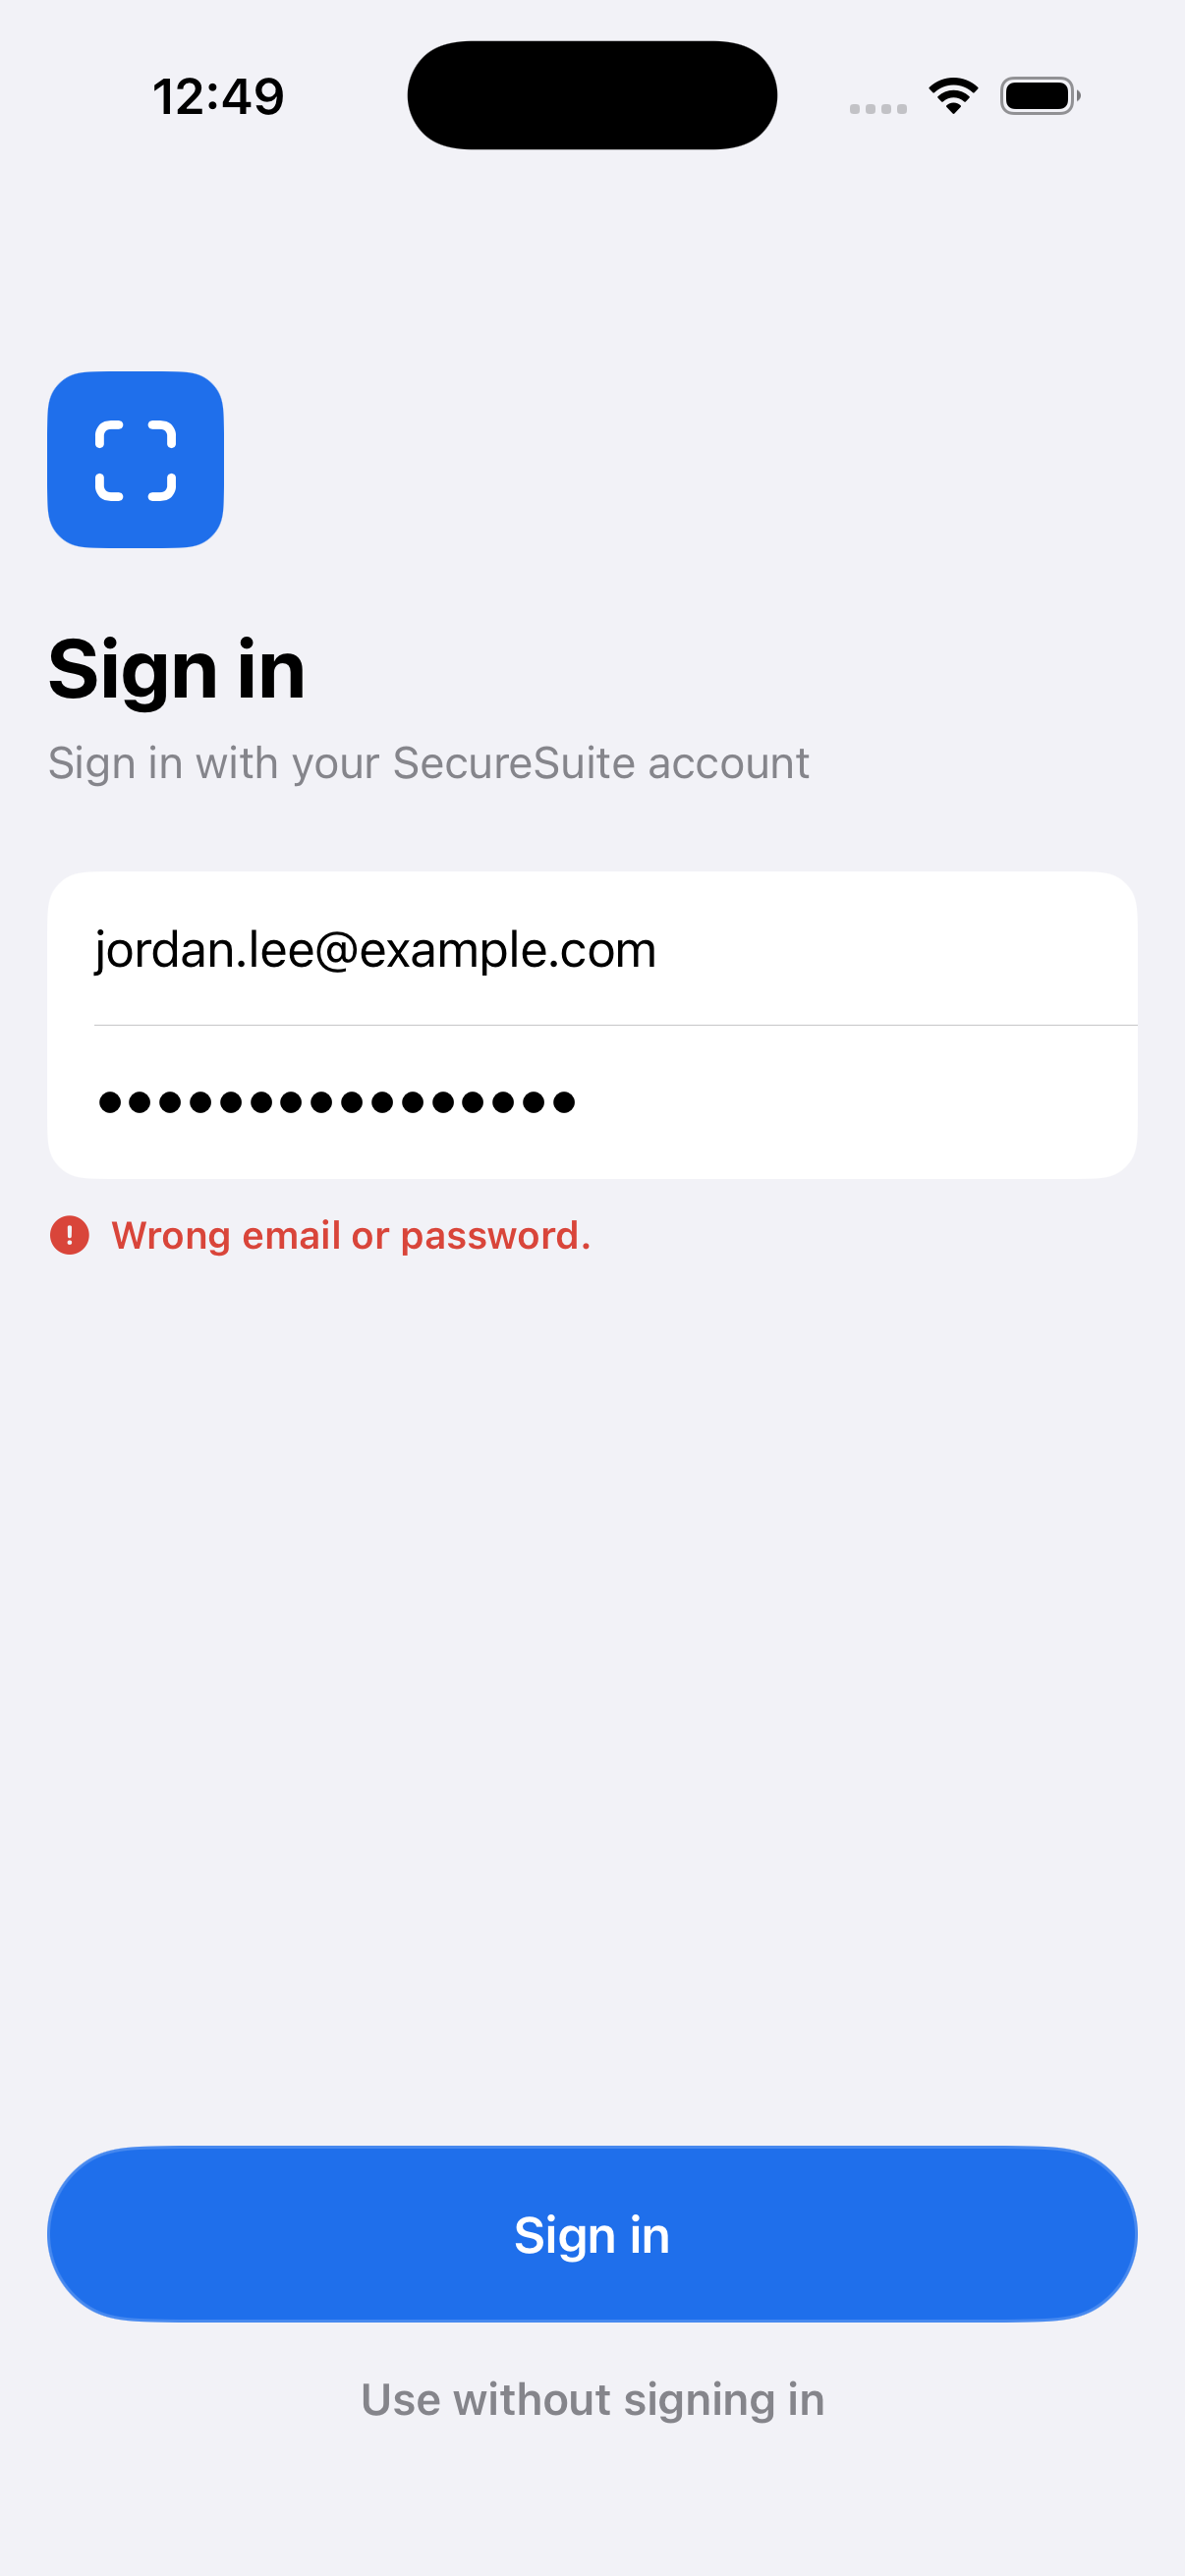 12:49
Sign in
Sign in with your SecureSuite account
jordan.lee@example.com
••••••••••••••••
Wrong email or password.
Sign in
Use without signing in